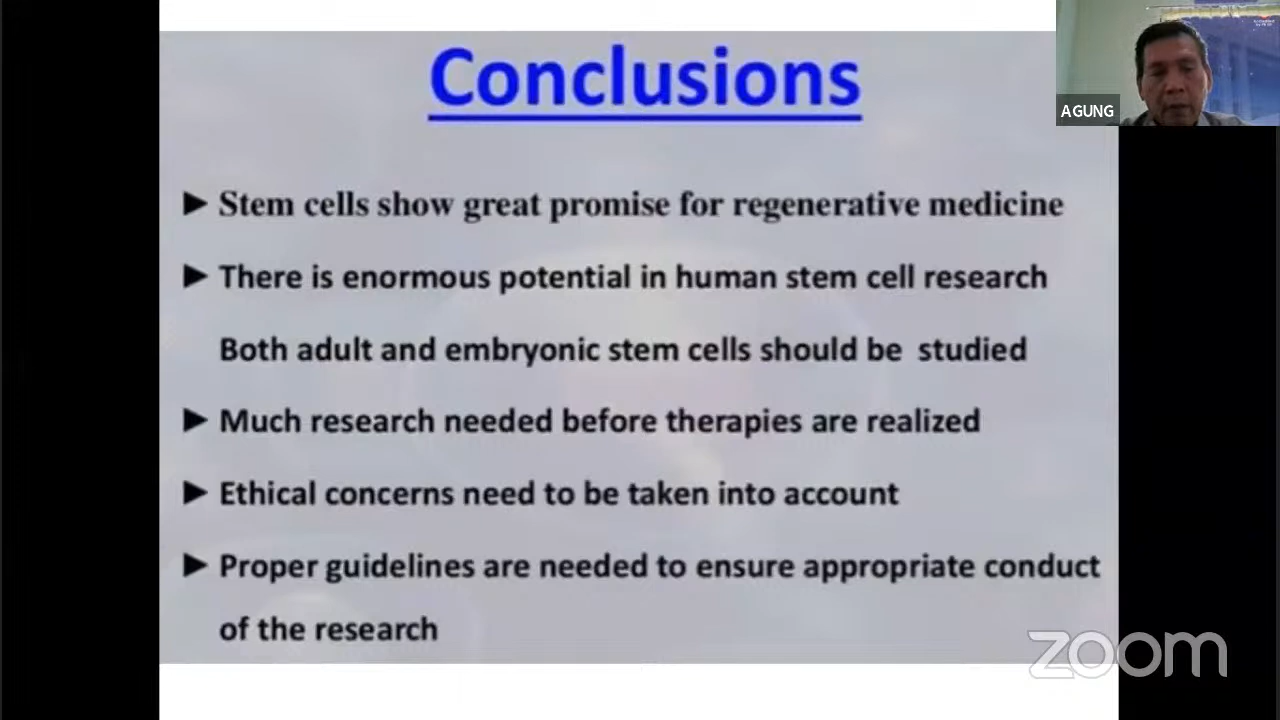 Conclusions
AGUNG
► Stem cells show great promise for regenerative medicine
► There is enormous potential in human stem cell research
Both adult and embryonic stem cells should be studied
► Much research needed before therapies are realized
► Ethical concerns need to be taken into account
► Proper guidelines are needed to ensure appropriate conduct
of the research
zoom